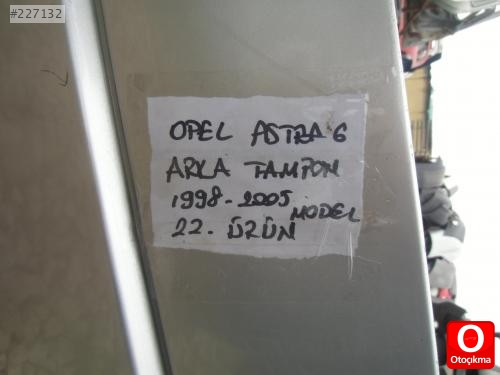 #227132
OPEL ASTRA G
ARKA TAMPON
1998-2005
MODEL
22. ÜRÜN
Otoçıkma